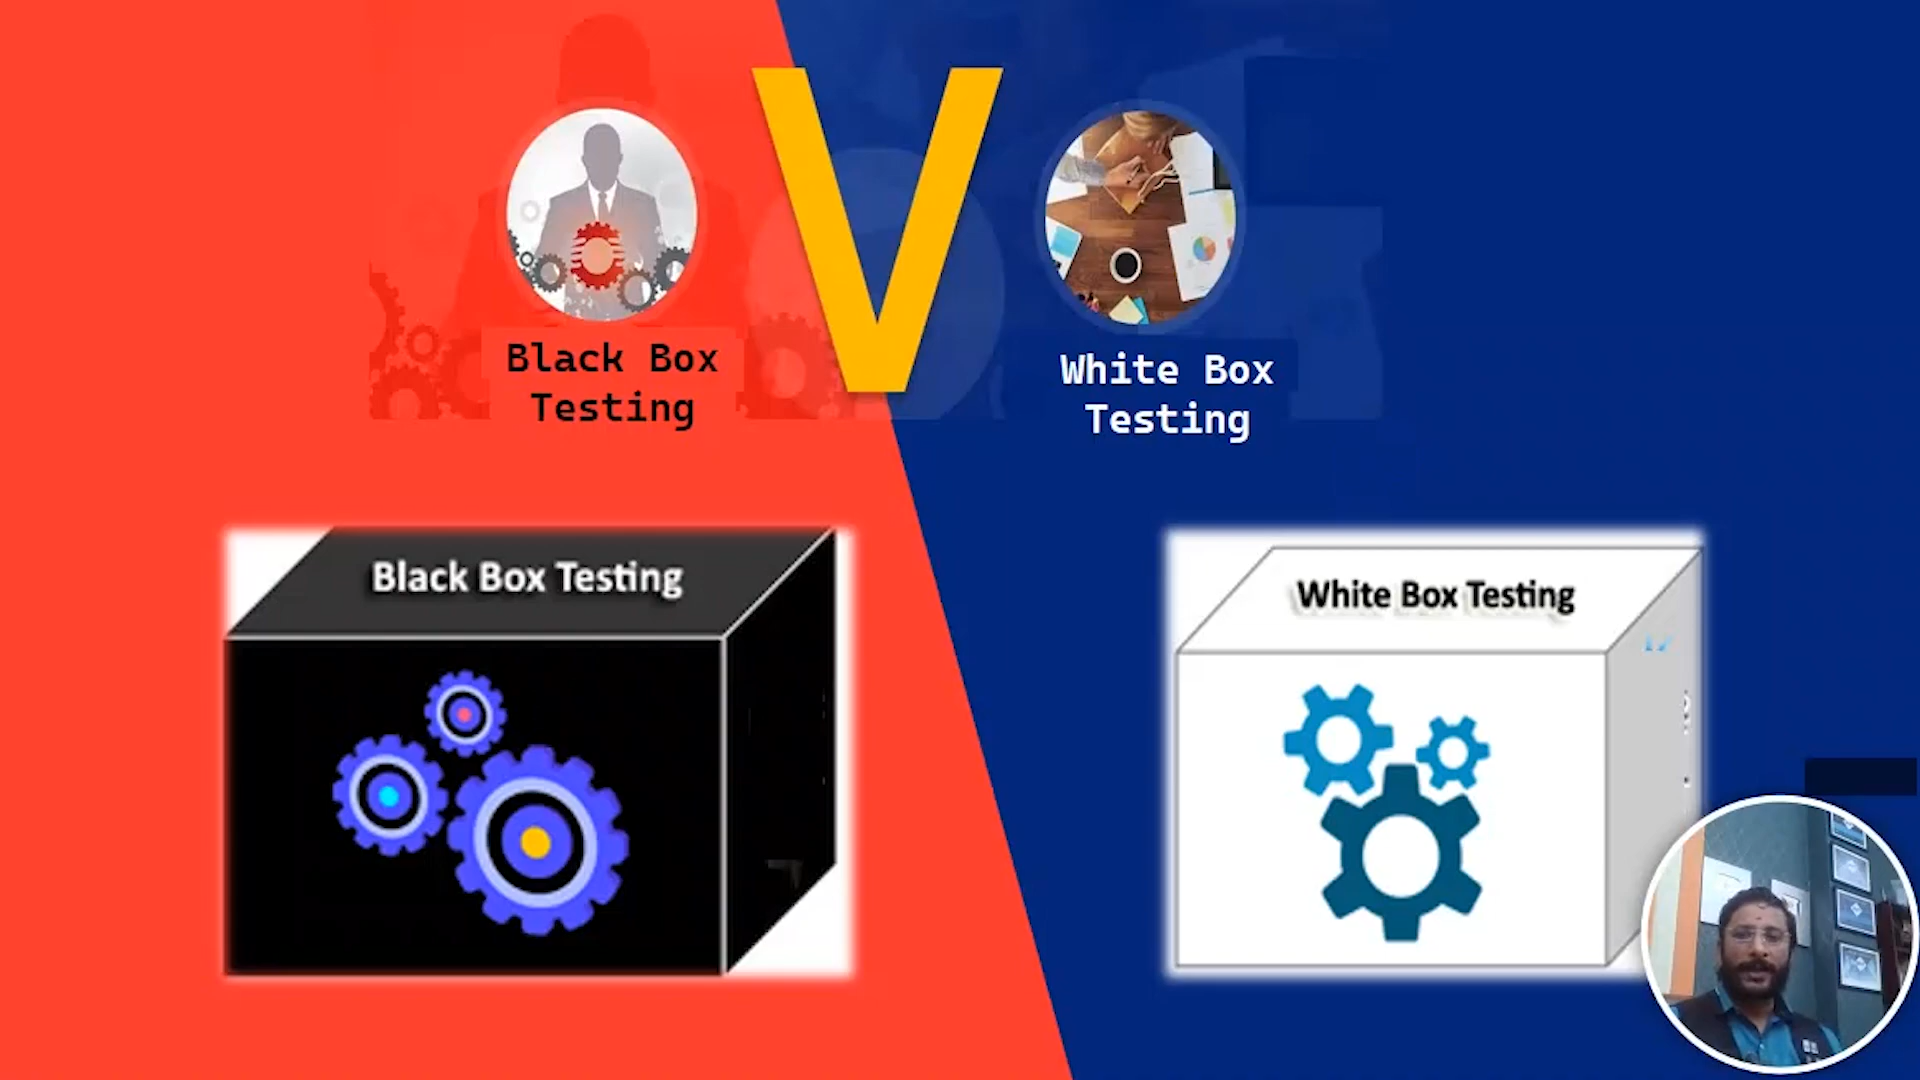 V
Black Box
Testing
White Box
Testing
Black Box Testing
White Box Testing